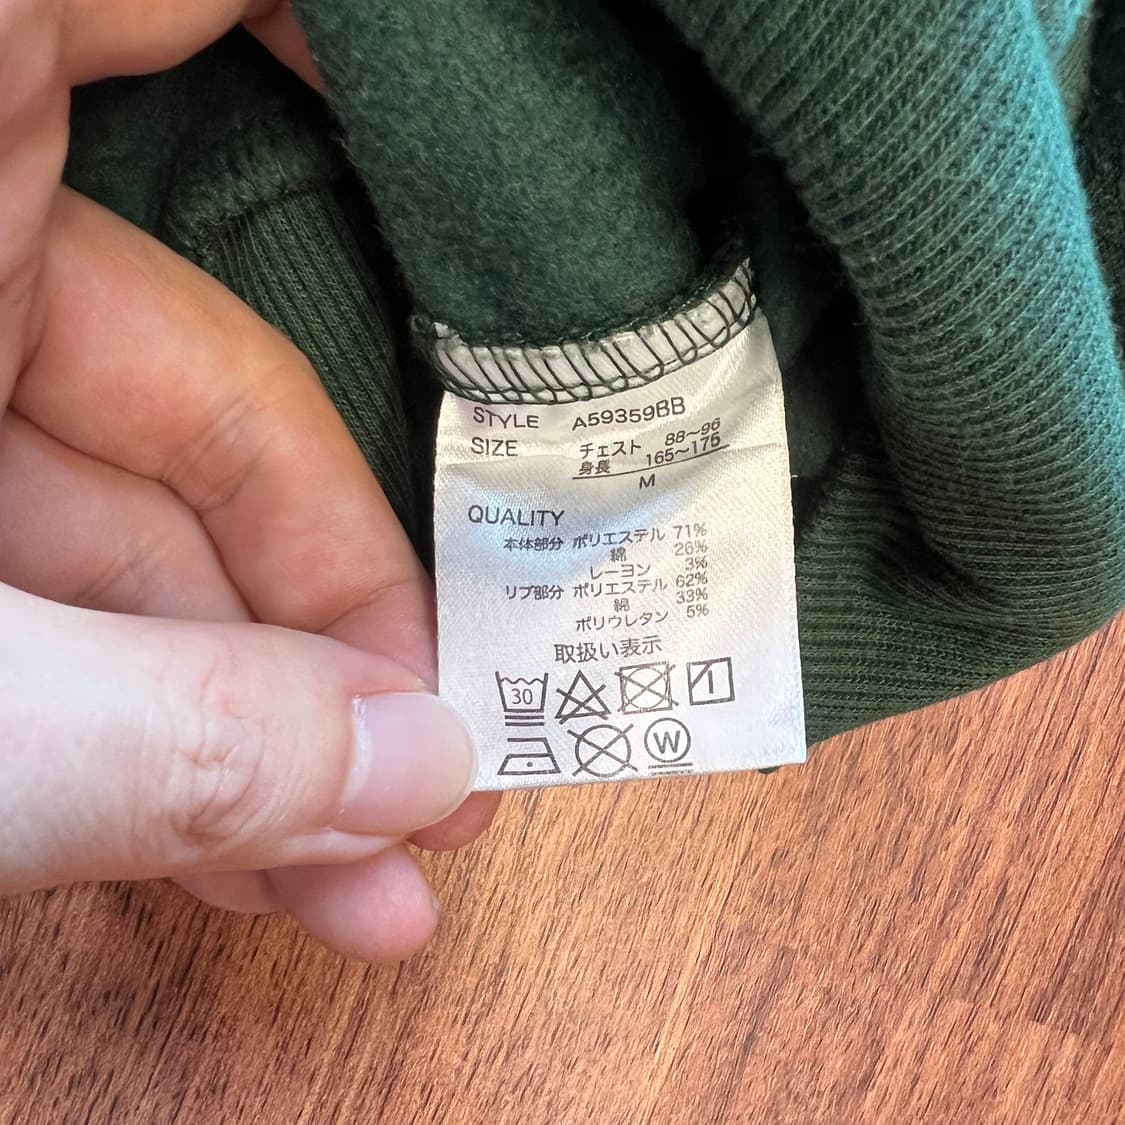 STYLE A59359BB
SIZE チェスト 88〜96
身長 165〜175
M
QUALITY
本体部分 ポリエステル 71%
綿 26%
レーヨン 3%
リブ部分 ポリエステル 62%
綿 33%
ポリウレタン 5%
取扱い表示
30
W